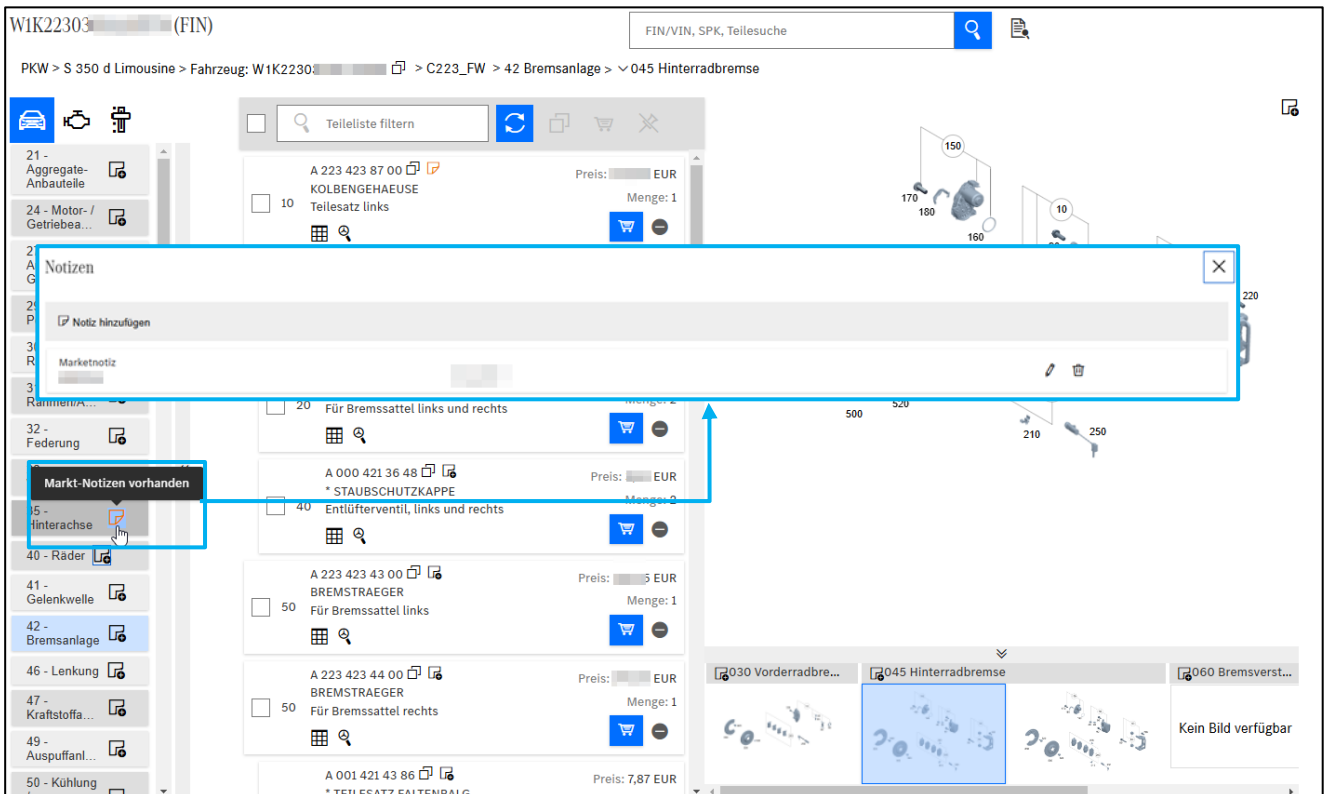 W1K22303 (FIN)
FIN/VIN, SPK, Teilesuche
PKW > S 350 d Limousine > Fahrzeug: W1K2230 > C223_FW > 42 Bremsanlage > 045 Hinterradbremse
Teileliste filtern
21 -
Aggregate-
Anbauteile
24 - Motor- /
Getriebea...
A 223 423 87 00
KOLBENGEHAEUSE
10
Teilesatz links
Preis: EUR
Menge: 1
150
170
180
160
10
220
Notizen
Notiz hinzufügen
Marketnotiz
Rahmen/A...
32 -
Federung
20
Für Bremssattel links und rechts
500
520
210
250
Markt-Notizen vorhanden
Hinterachse
A 000 421 36 48
* STAUBSCHUTZKAPPE
40
Entlüfterventil, links und rechts
Preis: EUR
Menge: 2
40 - Räder
41 -
Gelenkwelle
42 -
Bremsanlage
46 - Lenkung
47 -
Kraftstoffa...
49 -
Auspuffanl...
50 - Kühlung
A 223 423 43 00
BREMSTRAEGER
50
Für Bremssattel links
Preis: 5 EUR
Menge: 1
A 223 423 44 00
BREMSTRAEGER
50
Für Bremssattel rechts
Preis: EUR
Menge: 1
A 001 421 43 86
* TEILESATZ FALTENBALG
Preis: 7,87 EUR
030 Vorderradbre...
045 Hinterradbremse
060 Bremsverst...
Kein Bild verfügbar